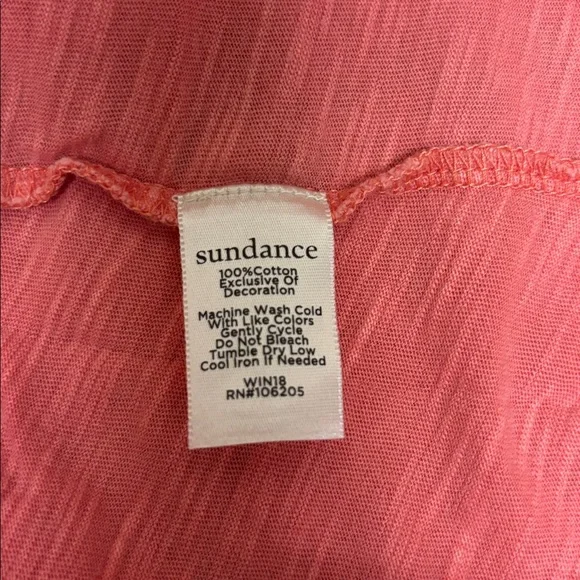 sundance
100%Cotton
Exclusive Of
Decoration
Machine Wash Cold
With Like Colors
Gently Cycle
Do Not Bleach
Tumble Dry Low
Cool Iron If Needed
WIN18
RN#106205